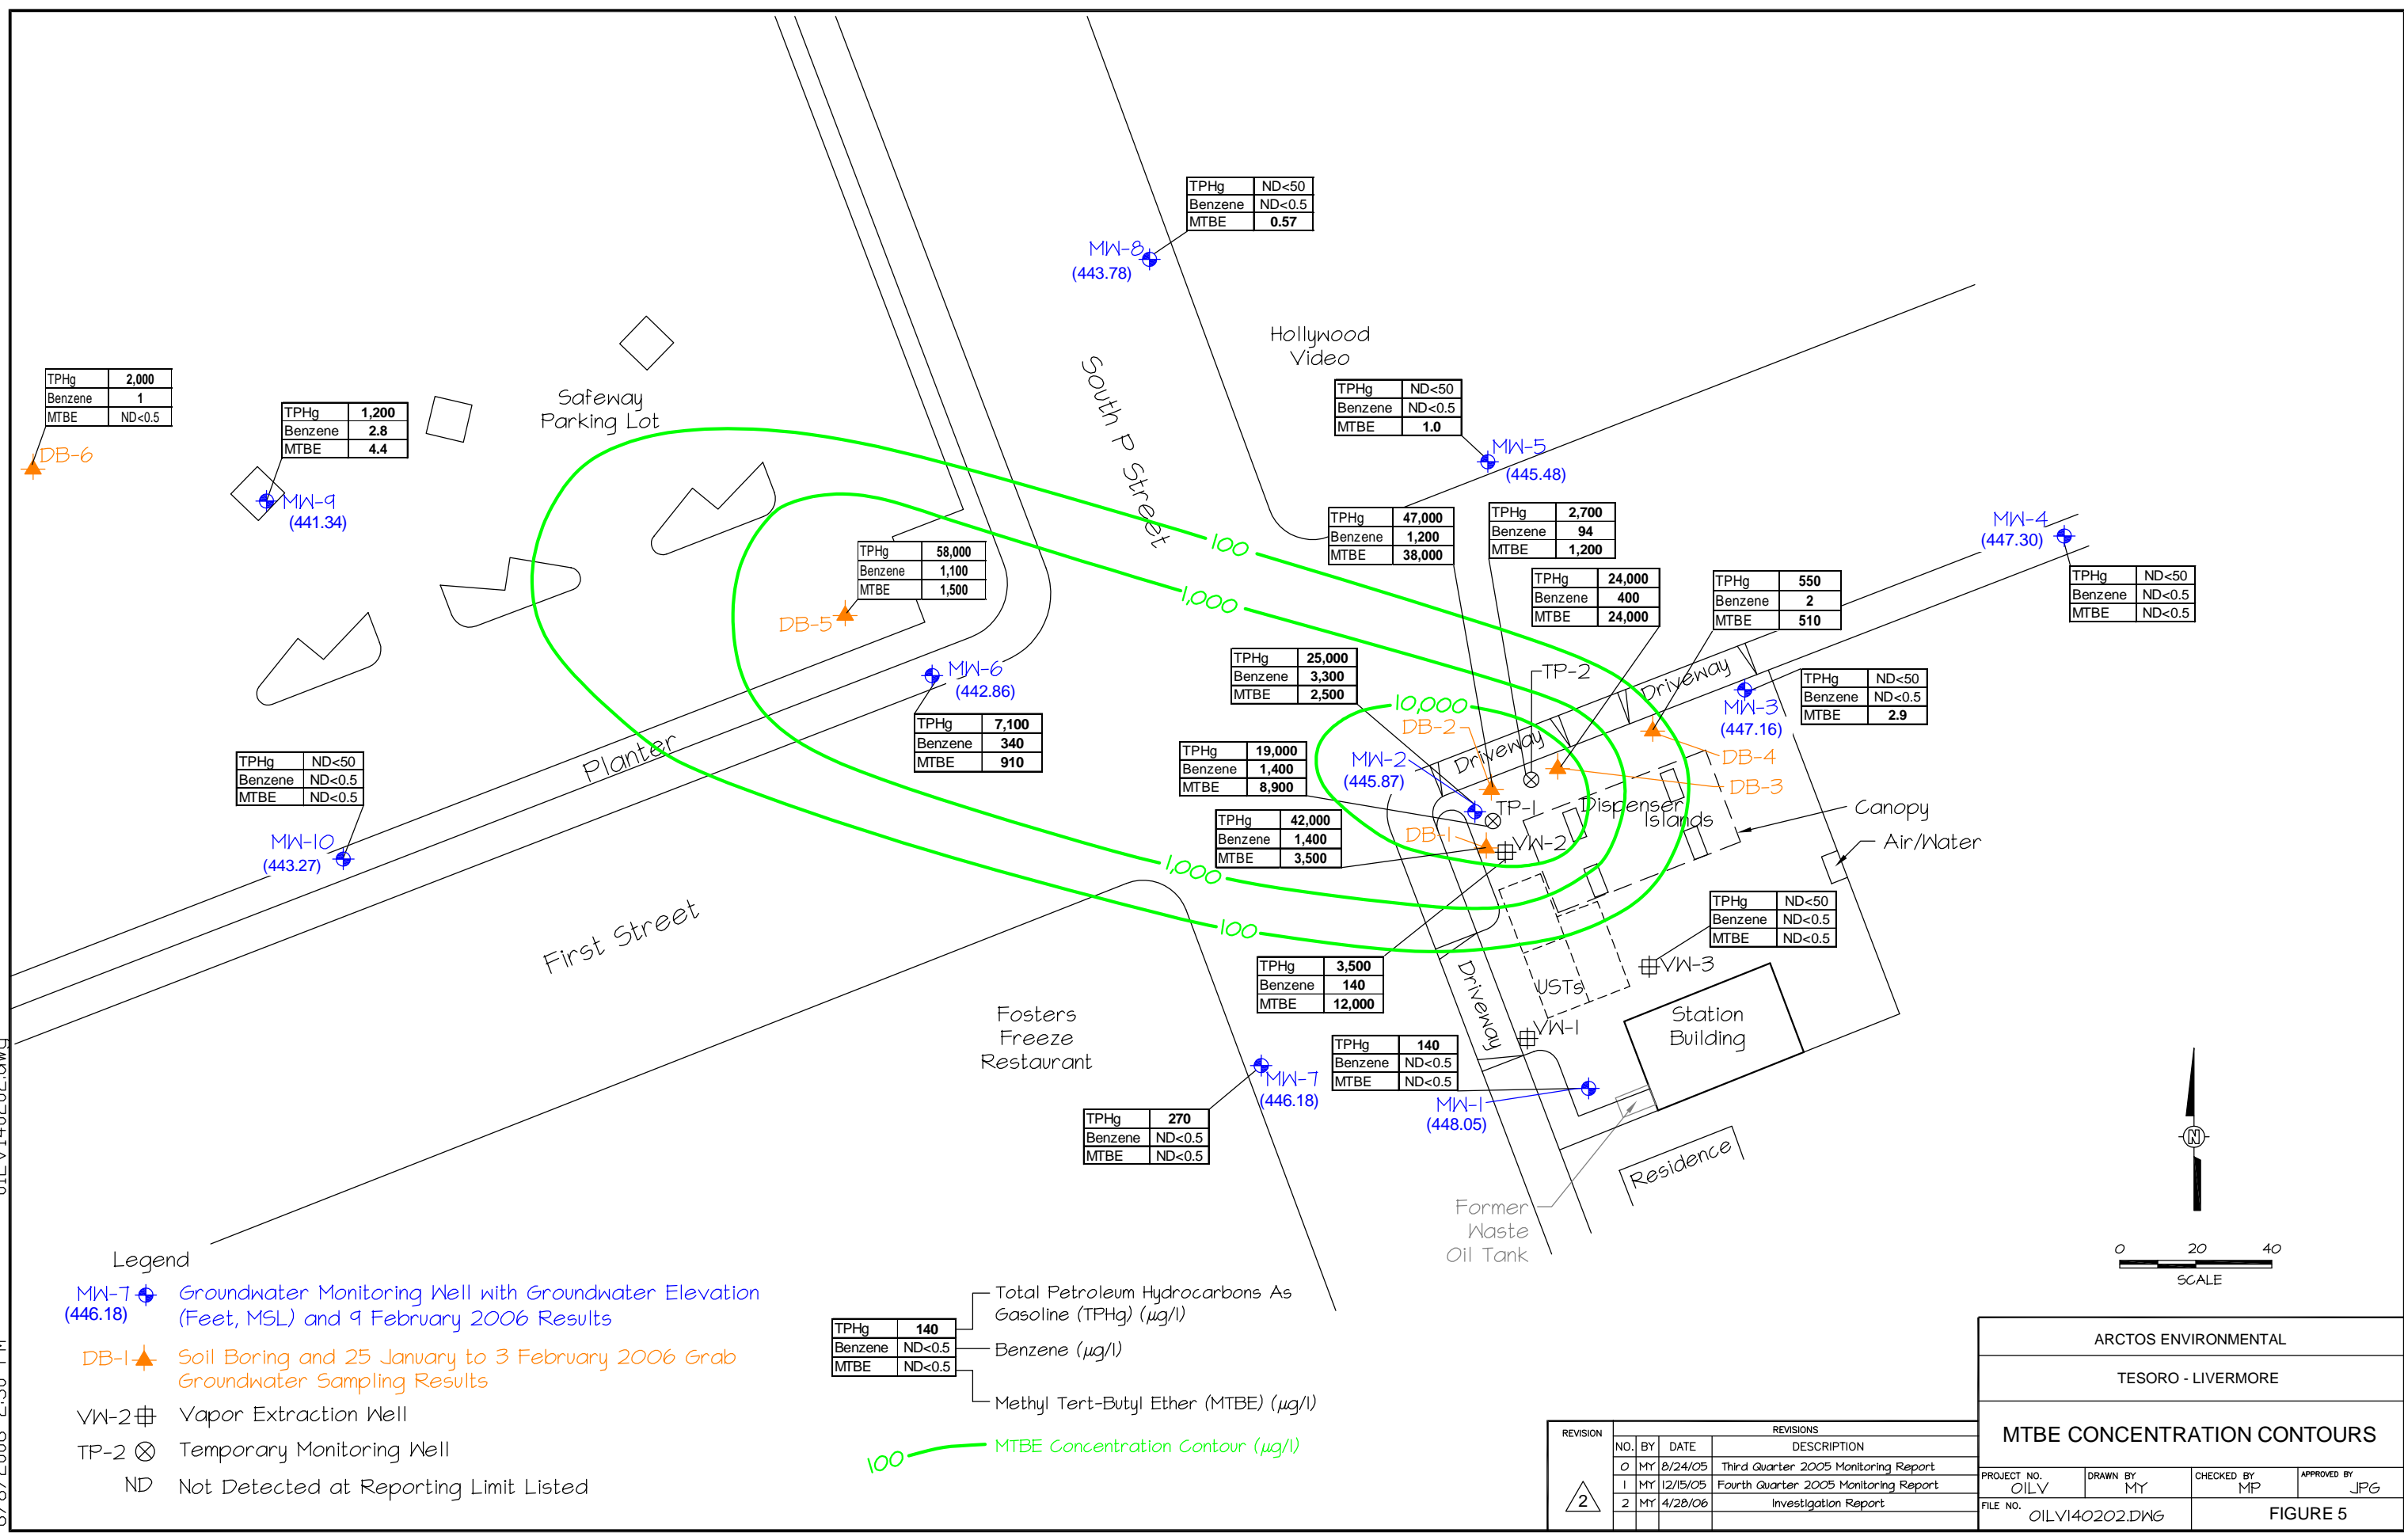 TPHg ND<50
Benzene ND<0.5
MTBE 0.57
MW-8
(443.78)
Hollywood
Video
South P Street
TPHg 2,000
Benzene 1
MTBE ND<0.5
DB-6
TPHg 1,200
Benzene 2.8
MTBE 4.4
MW-9
(441.34)
Safeway
Parking Lot
TPHg ND<50
Benzene ND<0.5
MTBE 1.0
MW-5
(445.48)
TPHg 47,000
Benzene 1,200
MTBE 38,000
TPHg 2,700
Benzene 94
MTBE 1,200
MW-4
(447.30)
TPHg ND<50
Benzene ND<0.5
MTBE ND<0.5
TPHg 24,000
Benzene 400
MTBE 24,000
TPHg 550
Benzene 2
MTBE 510
TPHg 58,000
Benzene 1,100
MTBE 1,500
DB-5
100
1,000
MW-6
(442.86)
TPHg 7,100
Benzene 340
MTBE 910
TPHg 25,000
Benzene 3,300
MTBE 2,500
TP-2
Driveway
TPHg ND<50
Benzene ND<0.5
MTBE 2.9
MW-3
(447.16)
10,000
DB-2
Driveway
DB-4
DB-3
MW-2
(445.87)
TPHg 19,000
Benzene 1,400
MTBE 8,900
TP-1
Dispenser
Islands
Canopy
Air/Water
TPHg 42,000
Benzene 1,400
MTBE 3,500
DB-1
VW-2
Planter
TPHg ND<50
Benzene ND<0.5
MTBE ND<0.5
MW-10
(443.27)
First Street
1,000
100
TPHg ND<50
Benzene ND<0.5
MTBE ND<0.5
VW-3
TPHg 3,500
Benzene 140
MTBE 12,000
Driveway
USTs
VW-1
Station
Building
Fosters
Freeze
Restaurant
TPHg 140
Benzene ND<0.5
MTBE ND<0.5
MW-7
(446.18)
MW-1
(448.05)
TPHg 270
Benzene ND<0.5
MTBE ND<0.5
Residence
Former
Waste
Oil Tank
N
0 20 40
SCALE
Legend
MW-7
(446.18)
Groundwater Monitoring Well with Groundwater Elevation
(Feet, MSL) and 9 February 2006 Results
DB-1 Soil Boring and 25 January to 3 February 2006 Grab
Groundwater Sampling Results
VW-2 Vapor Extraction Well
TP-2 Temporary Monitoring Well
ND Not Detected at Reporting Limit Listed
TPHg 140
Benzene ND<0.5
MTBE ND<0.5
Total Petroleum Hydrocarbons As
Gasoline (TPHg) (µg/l)
Benzene (µg/l)
Methyl Tert-Butyl Ether (MTBE) (µg/l)
100 MTBE Concentration Contour (µg/l)
REVISION
2
REVISIONS
NO. BY DATE DESCRIPTION
0 MY 8/24/05 Third Quarter 2005 Monitoring Report
1 MY 12/15/05 Fourth Quarter 2005 Monitoring Report
2 MY 4/28/06 Investigation Report
ARCTOS ENVIRONMENTAL
TESORO - LIVERMORE
MTBE CONCENTRATION CONTOURS
PROJECT NO. 01LV
DRAWN BY MY
CHECKED BY MP
APPROVED BY JPG
FILE NO. 01LV140202.DWG
FIGURE 5